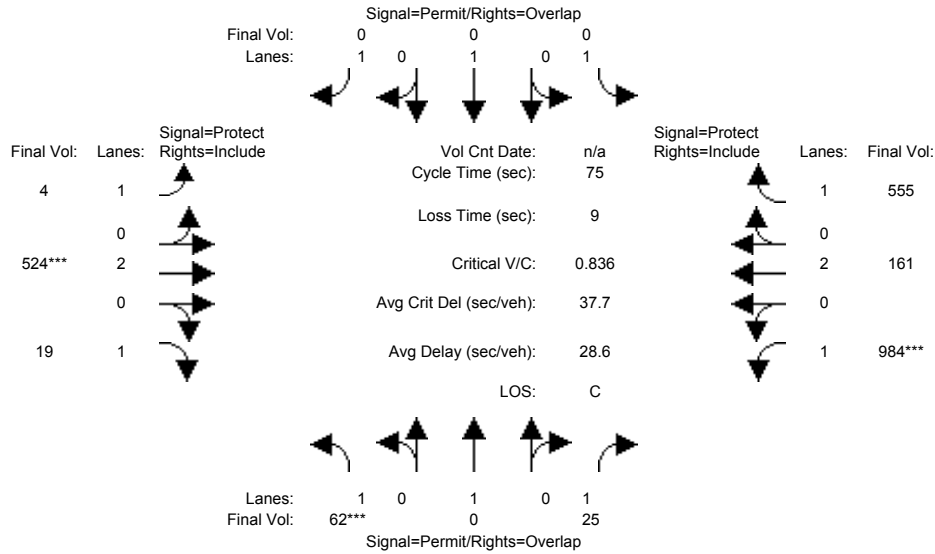 Signal=Permit/Rights=Overlap
Final Vol: 0 0 0
Lanes: 1 0 1 0 1
Signal=Protect Signal=Protect
Final Vol: Lanes: Rights=Include Vol Cnt Date: n/a Rights=Include Lanes: Final Vol:
Cycle Time (sec): 75
4 1 1 555
Loss Time (sec): 9
0 0
524*** 2 Critical V/C: 0.836 2 161
0 Avg Crit Del (sec/veh): 37.7 0
19 1 Avg Delay (sec/veh): 28.6 1 984***
LOS: C
Lanes: 1 0 1 0 1
Final Vol: 62*** 0 25
Signal=Permit/Rights=Overlap